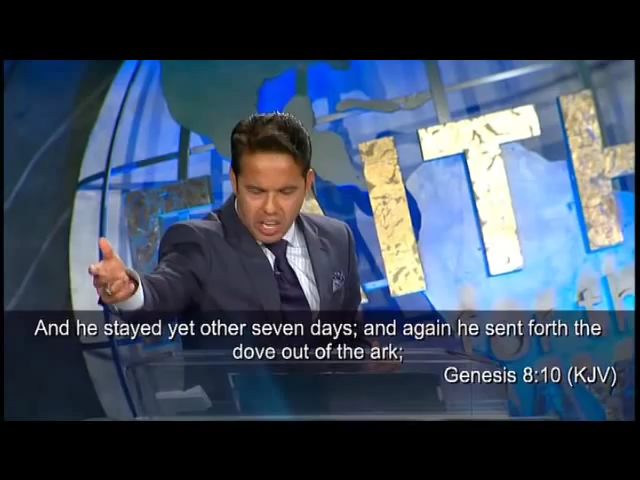 FAITH
And he stayed yet other seven days; and again he sent forth the
dove out of the ark;
Genesis 8:10 (KJV)